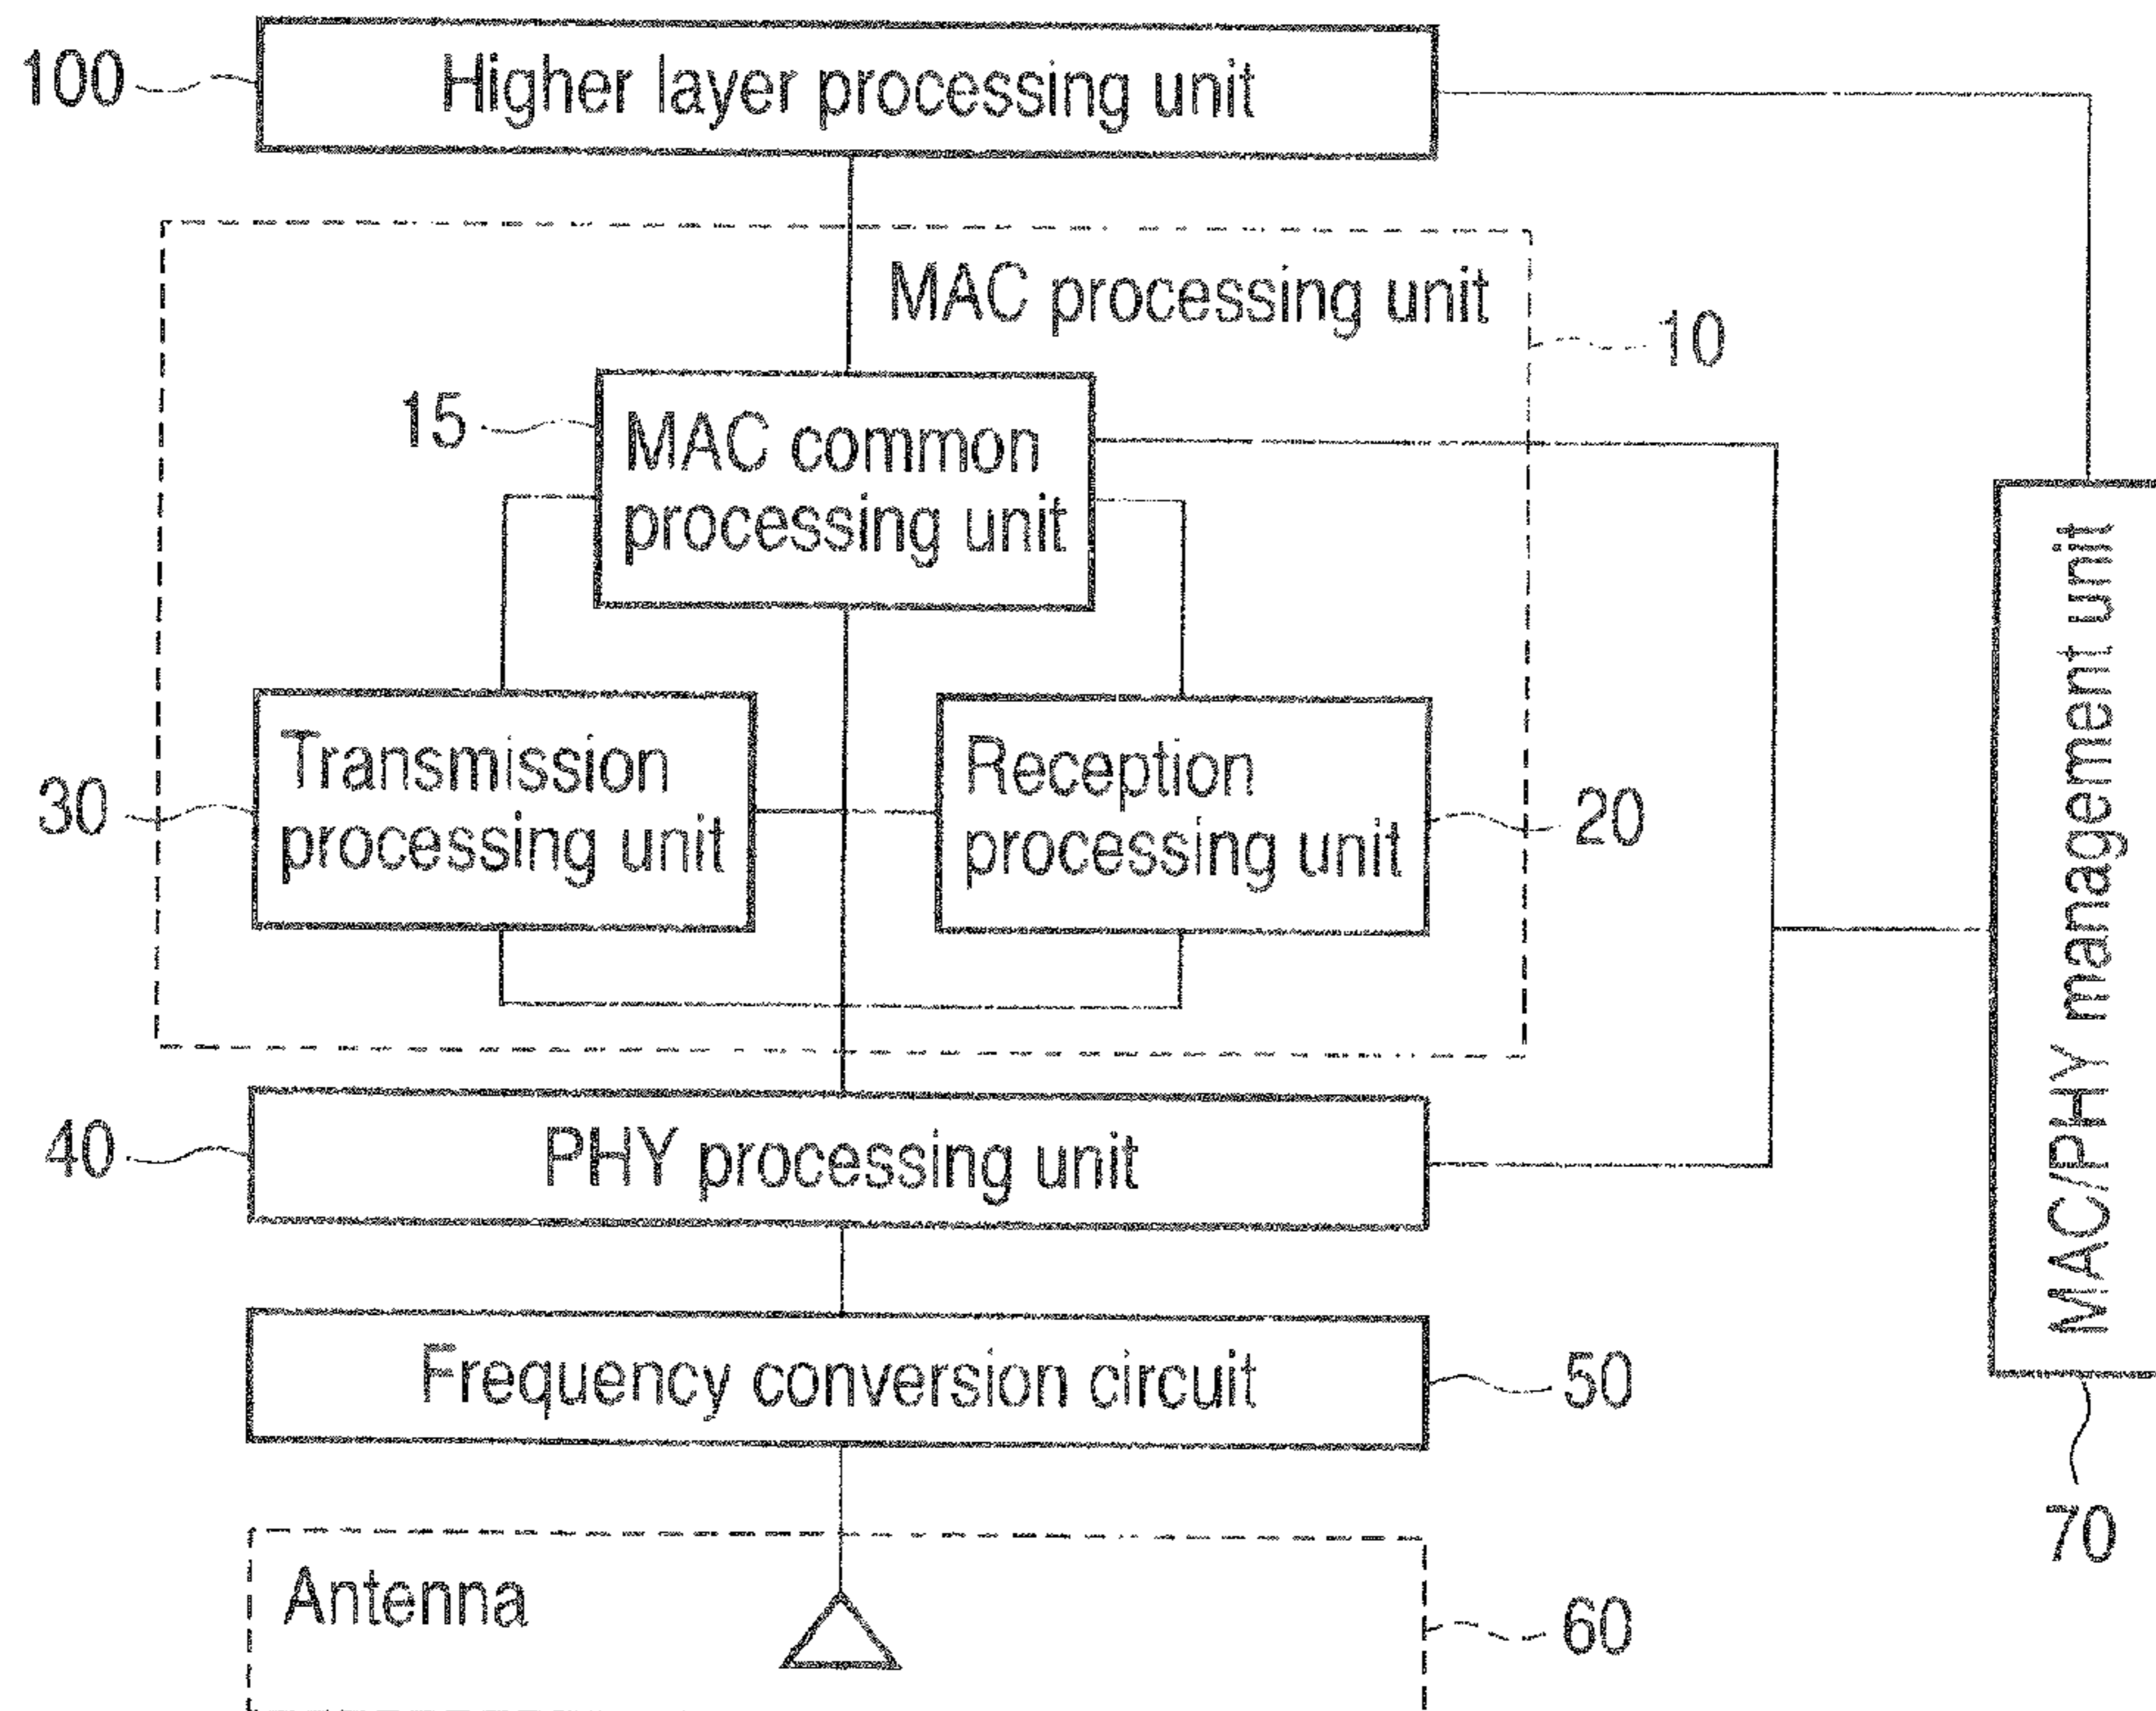 100
Higher layer processing unit
MAC processing unit
10
15
MAC common
processing unit
30
Transmission
processing unit
Reception
processing unit
20
MAC/PHY management unit
40
PHY processing unit
Frequency conversion circuit
50
70
Antenna
60